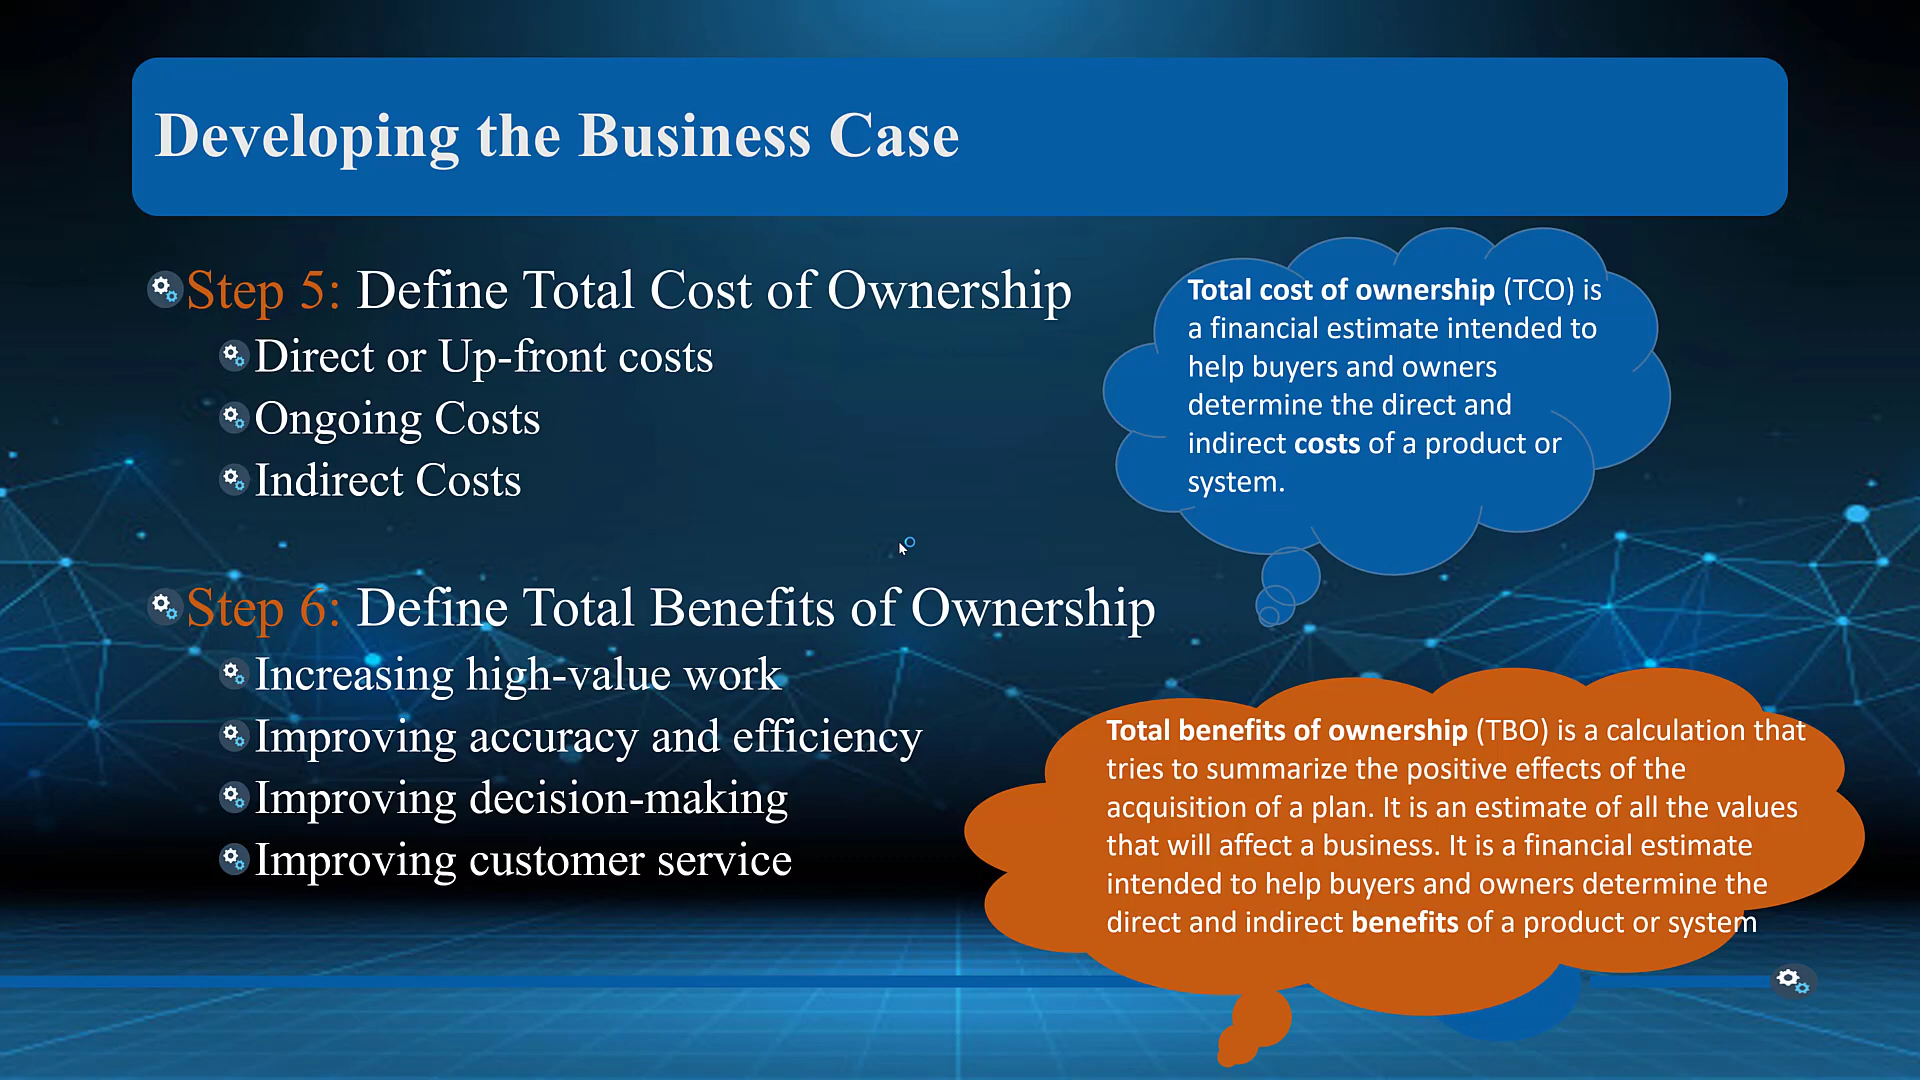 Developing the Business Case
Step 5: Define Total Cost of Ownership
Direct or Up-front costs
Ongoing Costs
Indirect Costs
Step 6: Define Total Benefits of Ownership
Increasing high-value work
Improving accuracy and efficiency
Improving decision-making
Improving customer service
Total cost of ownership (TCO) is
a financial estimate intended to
help buyers and owners
determine the direct and
indirect costs of a product or
system.
Total benefits of ownership (TBO) is a calculation that
tries to summarize the positive effects of the
acquisition of a plan. It is an estimate of all the values
that will affect a business. It is a financial estimate
intended to help buyers and owners determine the
direct and indirect benefits of a product or system